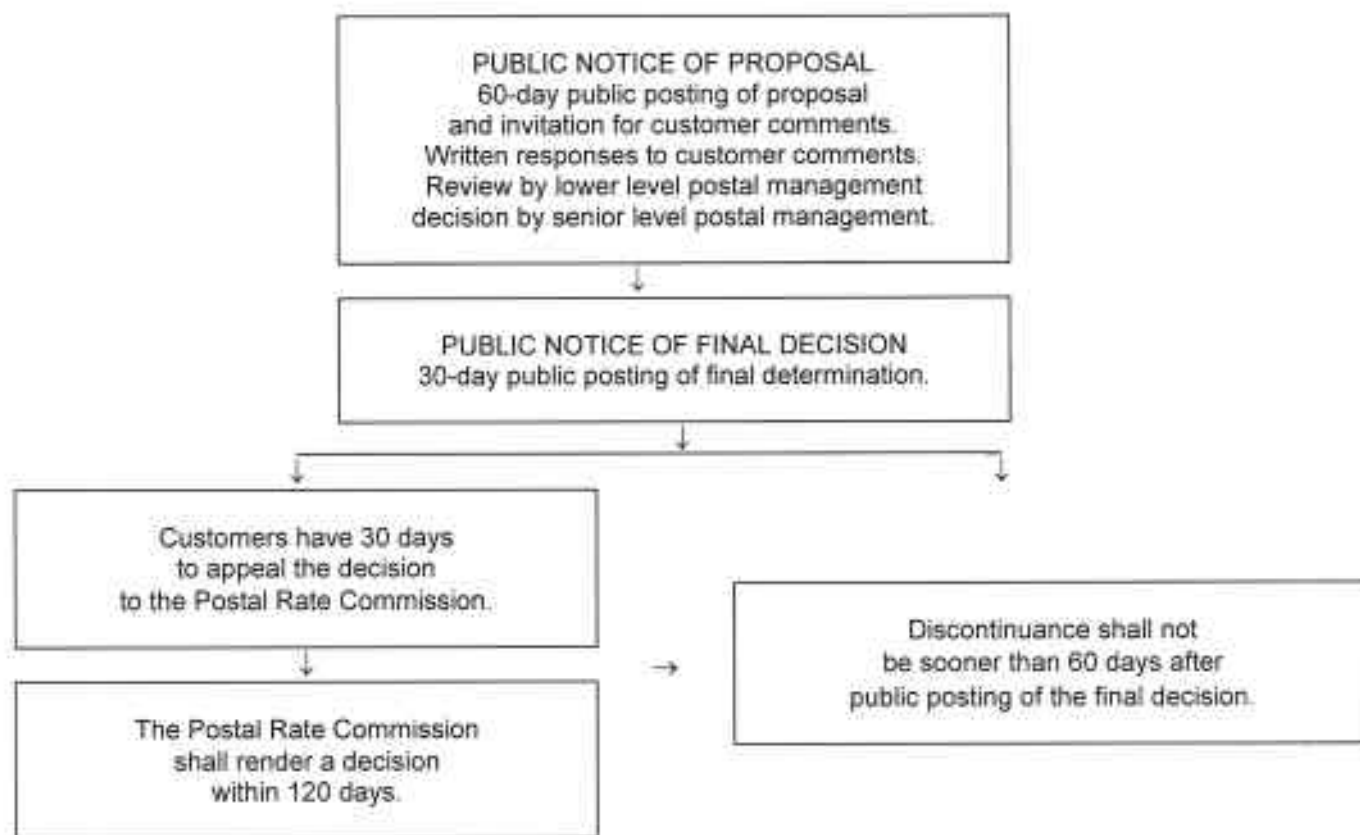 PUBLIC NOTICE OF PROPOSAL
60-day public posting of proposal
and invitation for customer comments.
Written responses to customer comments.
Review by lower level postal management
decision by senior level postal management.
PUBLIC NOTICE OF FINAL DECISION
30-day public posting of final determination.
Customers have 30 days
to appeal the decision
to the Postal Rate Commission.
The Postal Rate Commission
shall render a decision
within 120 days.
Discontinuance shall not
be sooner than 60 days after
public posting of the final decision.